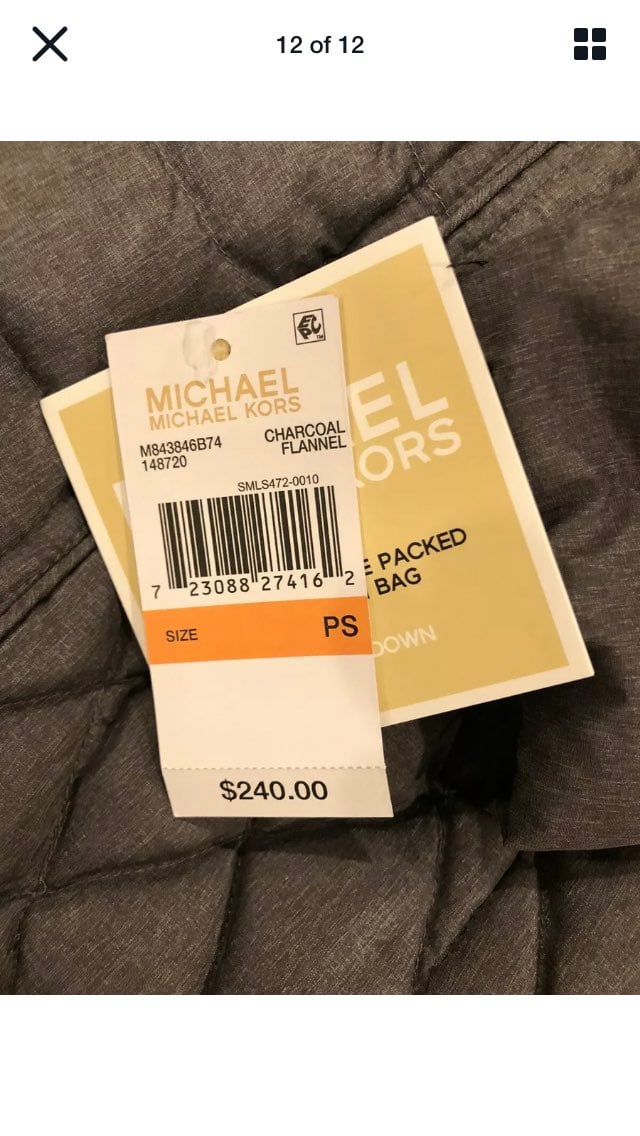 12 of 12
MICHAEL
MICHAEL KORS
M843846B74
148720
CHARCOAL
FLANNEL
SMLS472-0010
7 23088 27416 2
SIZE PS
$240.00
EL
KORS
E PACKED
BAG
DOWN